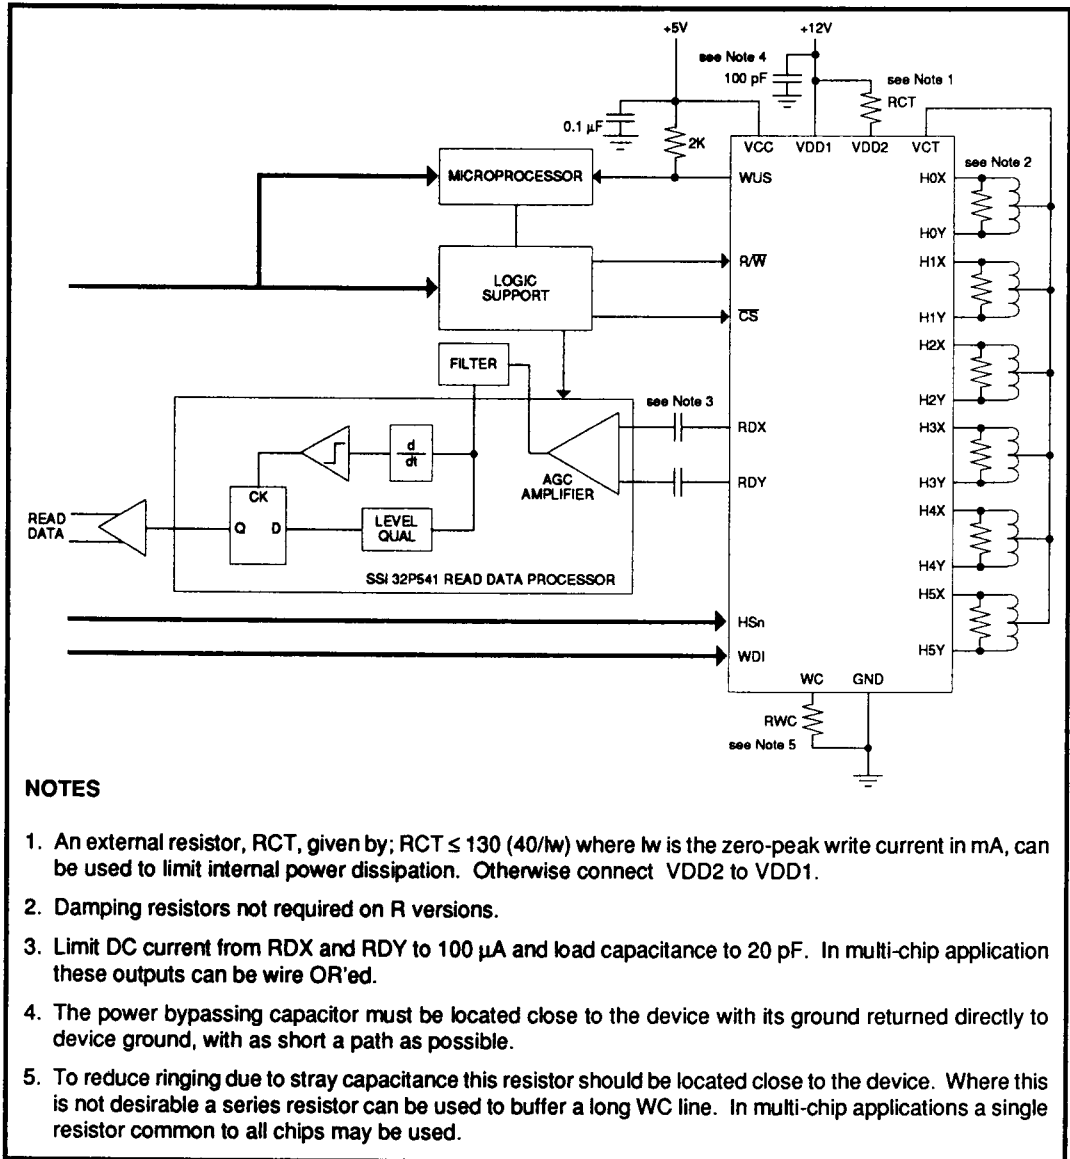 +5V
+12V
see Note 4
100 pF
see Note 1
RCT
0.1 µF
2K
VCC
VDD1
VDD2
VCT
see Note 2
MICROPROCESSOR
WUS
H0X
H0Y
LOGIC
SUPPORT
R/W̅
C̅S̅
H1X
H1Y
H2X
H2Y
FILTER
see Note 3
RDX
RDY
H3X
H3Y
d
dt
AGC
AMPLIFIER
CK
Q
D
LEVEL
QUAL
READ
DATA
SSI 32P541 READ DATA PROCESSOR
H4X
H4Y
H5X
H5Y
HSn
WDI
WC
GND
RWC
see Note 5
NOTES
1. An external resistor, RCT, given by; RCT ≤ 130 (40/Iw) where Iw is the zero-peak write current in mA, can
be used to limit internal power dissipation. Otherwise connect VDD2 to VDD1.
2. Damping resistors not required on R versions.
3. Limit DC current from RDX and RDY to 100 µA and load capacitance to 20 pF. In multi-chip application
these outputs can be wire OR'ed.
4. The power bypassing capacitor must be located close to the device with its ground returned directly to
device ground, with as short a path as possible.
5. To reduce ringing due to stray capacitance this resistor should be located close to the device. Where this
is not desirable a series resistor can be used to buffer a long WC line. In multi-chip applications a single
resistor common to all chips may be used.